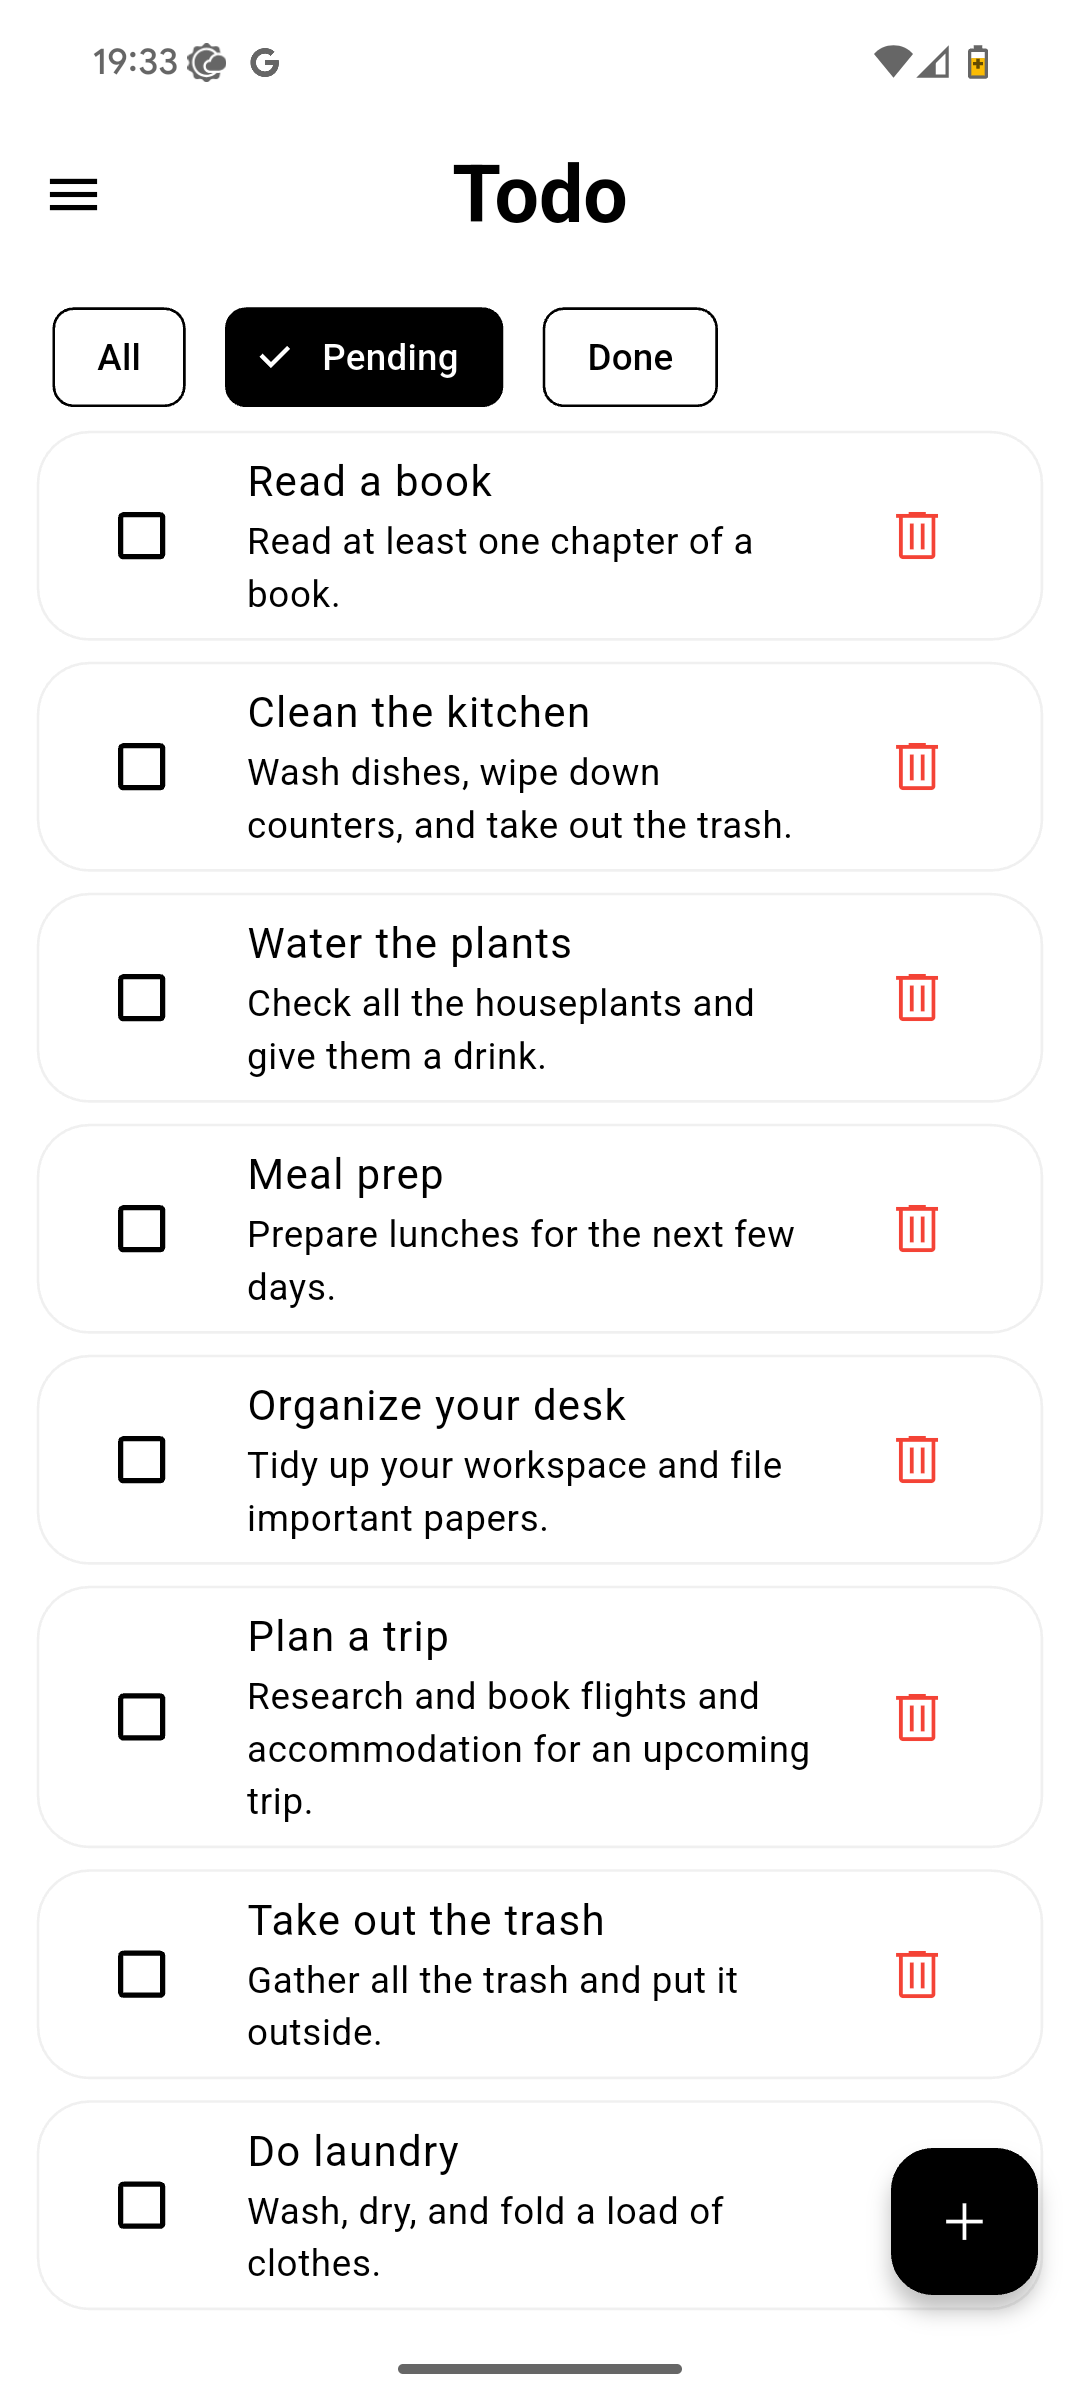 19:33
Todo
All
Pending
Done
Read a book
Read at least one chapter of a
book.
Clean the kitchen
Wash dishes, wipe down
counters, and take out the trash.
Water the plants
Check all the houseplants and
give them a drink.
Meal prep
Prepare lunches for the next few
days.
Organize your desk
Tidy up your workspace and file
important papers.
Plan a trip
Research and book flights and
accommodation for an upcoming
trip.
Take out the trash
Gather all the trash and put it
outside.
Do laundry
Wash, dry, and fold a load of
clothes.